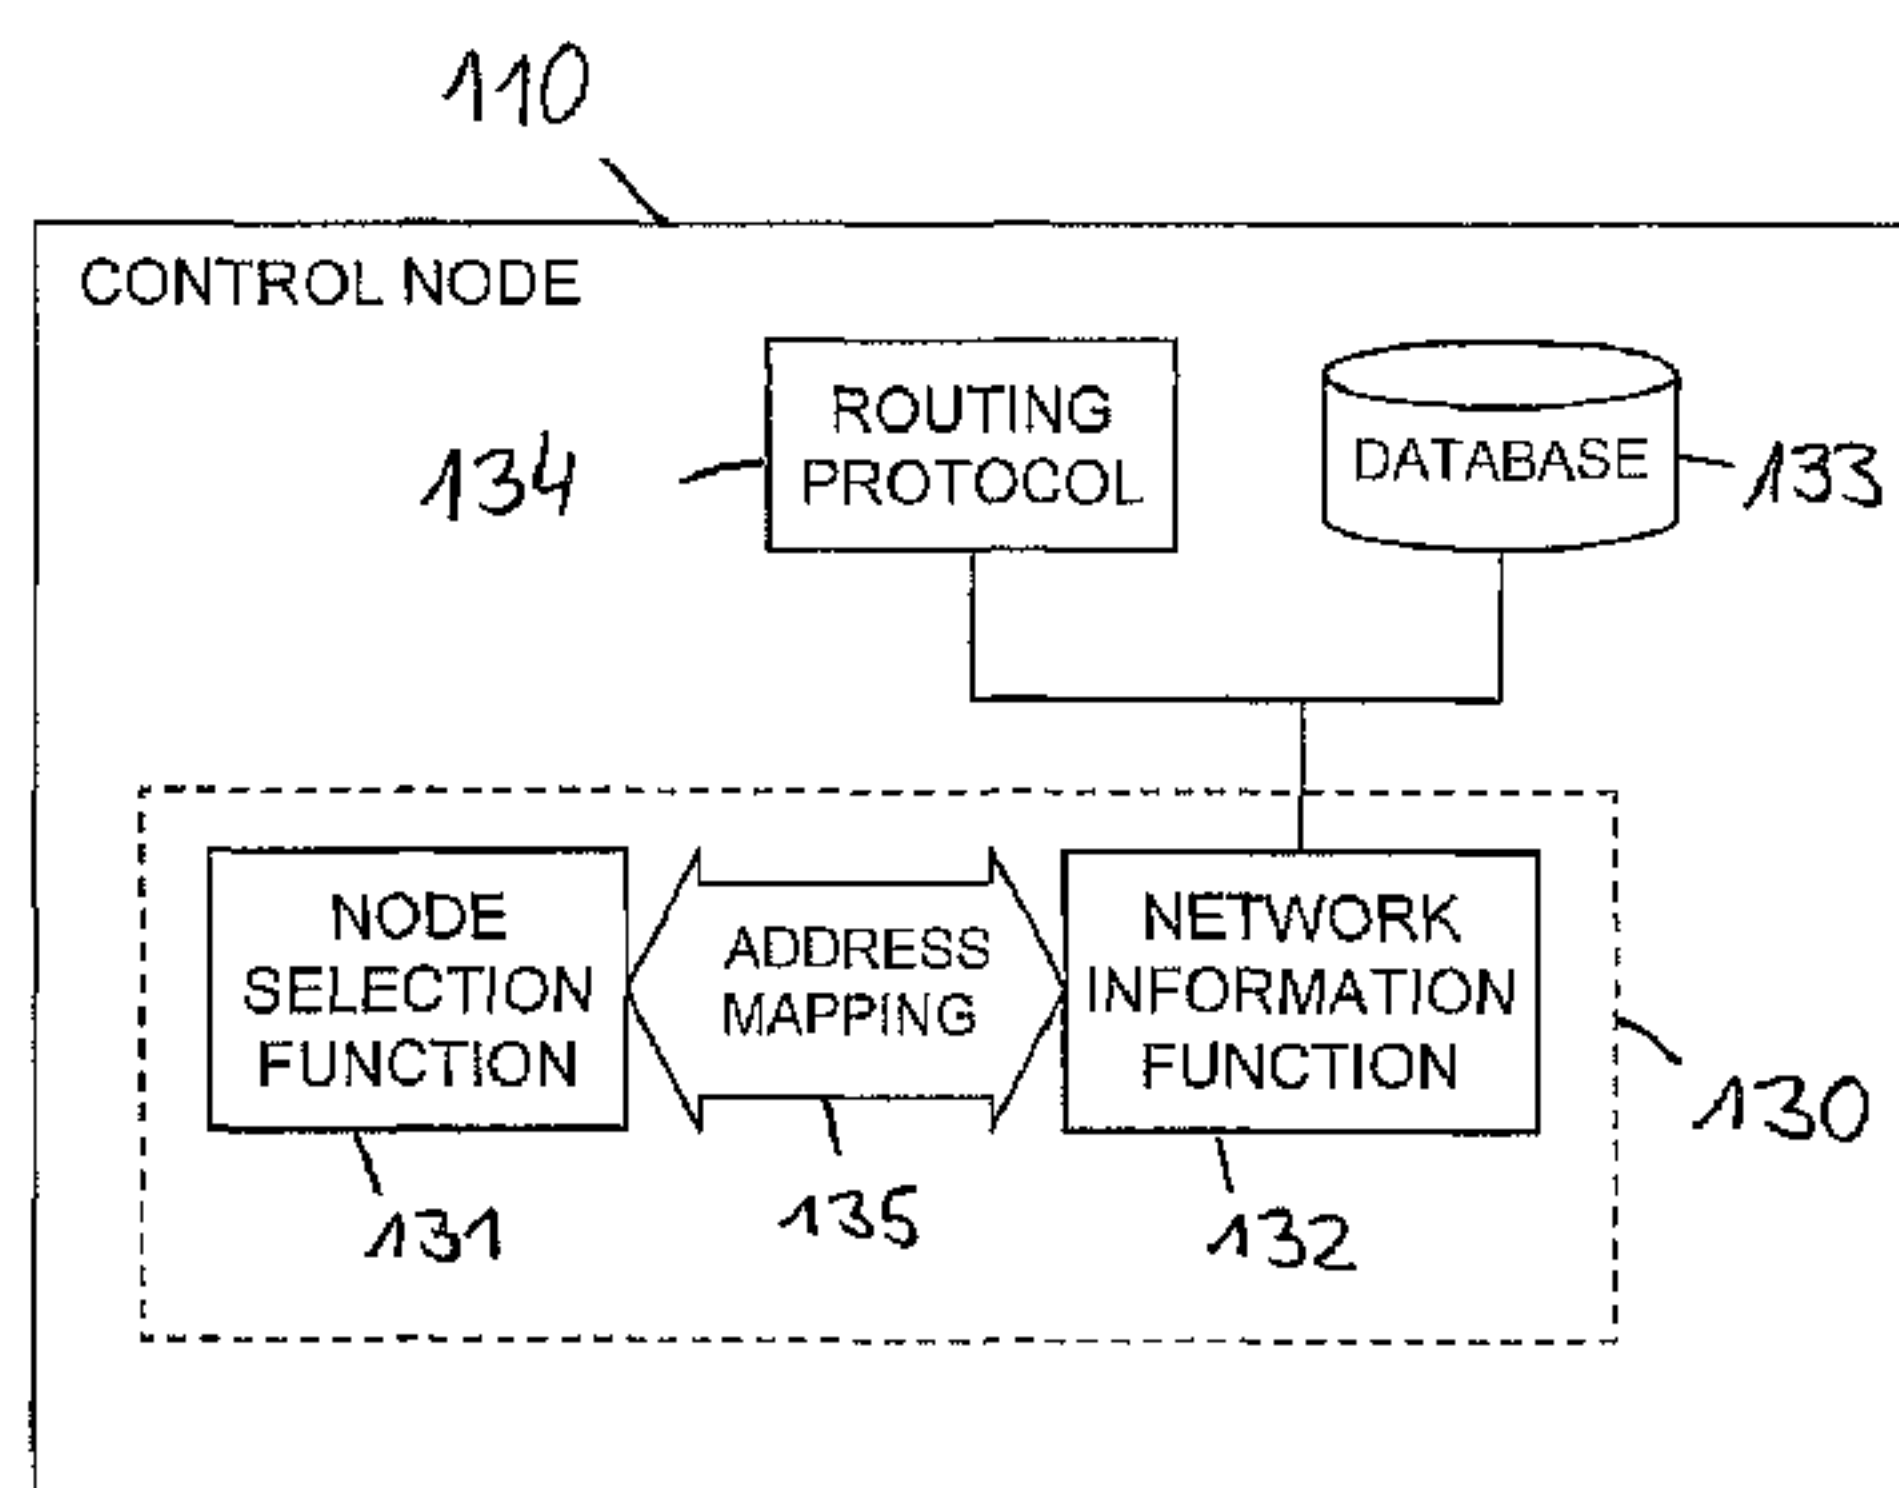 110
CONTROL NODE
ROUTING
PROTOCOL
134
DATABASE
133
NODE
SELECTION
FUNCTION
ADDRESS
MAPPING
NETWORK
INFORMATION
FUNCTION
130
131
135
132